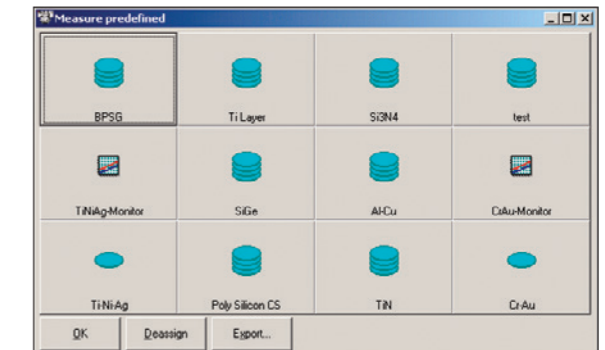 Measure predefined
BPSG Ti Layer Si3N4 test
TiNiAg-Monitor SiGe Al-Cu CrAu-Monitor
Ti-Ni-Ag Poly Silicon CS TiN Cr-Au
OK Deassign Export...